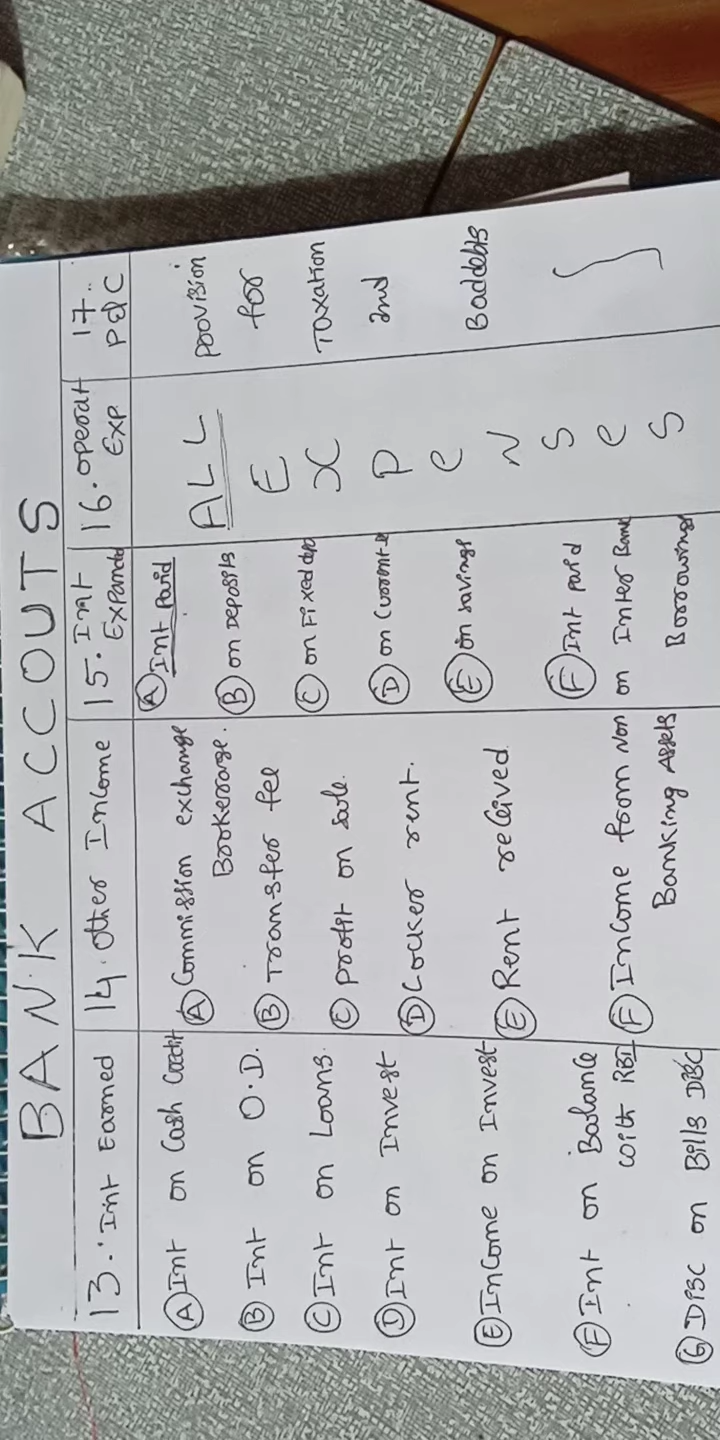 BANK ACCOUTS
13. Int Earned
(A) Int on Cash Credit
(B) Int on O.D.
(C) Int on Loans.
(D) Int on Invest
(E) Income on Invest
(F) Int on Balance
with RBI
(G) DISC on Bills DISC
14. Other Income
(A) Commission exchange
Brokerage.
(B) Transfer fee
(C) profit on sale.
(D) Locker rent.
(E) Rent received
(F) Income from Non
Banking Assets
15. Int
Expande
(A) Int paid
(B) on Deposits
(C) on Fixed dep
(D) on Current
(E) on savings
(F) Int paid
on Inter Bank
Borrowings
16. operat
Exp
ALL
E
X
P
e
N
S
e
S
17.
P&C
provision
for
Taxation
and
Baddebts